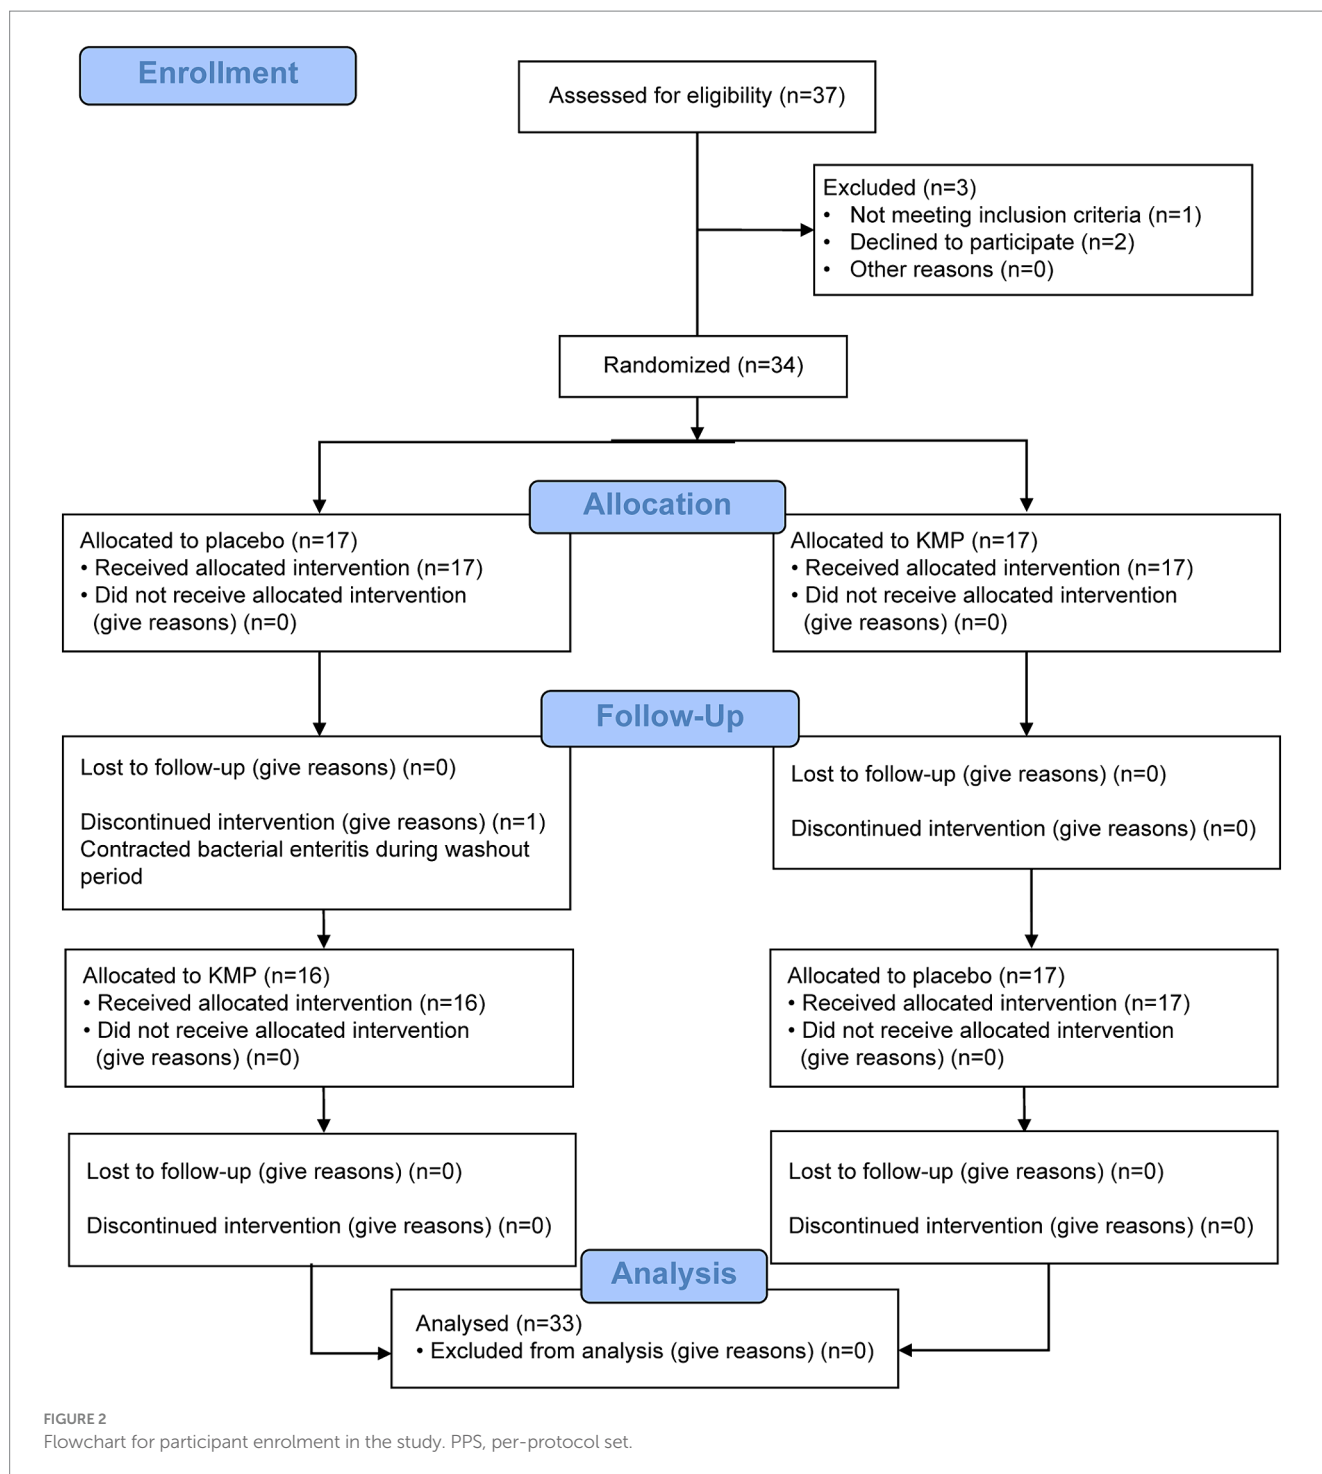 Enrollment
Assessed for eligibility (n=37)
Excluded (n=3)
• Not meeting inclusion criteria (n=1)
• Declined to participate (n=2)
• Other reasons (n=0)
Randomized (n=34)
Allocation
Allocated to placebo (n=17)
• Received allocated intervention (n=17)
• Did not receive allocated intervention
(give reasons) (n=0)
Allocated to KMP (n=17)
• Received allocated intervention (n=17)
• Did not receive allocated intervention
(give reasons) (n=0)
Follow-Up
Lost to follow-up (give reasons) (n=0)
Discontinued intervention (give reasons) (n=1)
Contracted bacterial enteritis during washout
period
Lost to follow-up (give reasons) (n=0)
Discontinued intervention (give reasons) (n=0)
Allocated to KMP (n=16)
• Received allocated intervention (n=16)
• Did not receive allocated intervention
(give reasons) (n=0)
Allocated to placebo (n=17)
• Received allocated intervention (n=17)
• Did not receive allocated intervention
(give reasons) (n=0)
Lost to follow-up (give reasons) (n=0)
Discontinued intervention (give reasons) (n=0)
Lost to follow-up (give reasons) (n=0)
Discontinued intervention (give reasons) (n=0)
Analysis
Analysed (n=33)
• Excluded from analysis (give reasons) (n=0)
FIGURE 2
Flowchart for participant enrolment in the study. PPS, per-protocol set.